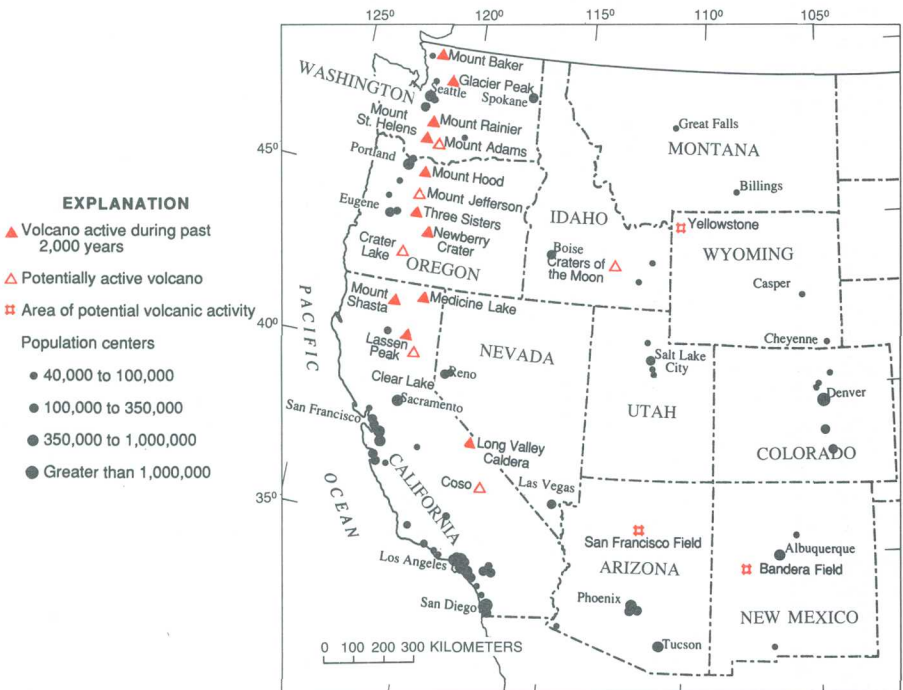 125°
120°
115°
110°
105°
45°
40°
35°
EXPLANATION
Volcano active during past
2,000 years
Potentially active volcano
Area of potential volcanic activity
Population centers
40,000 to 100,000
100,000 to 350,000
350,000 to 1,000,000
Greater than 1,000,000
WASHINGTON
Mount Baker
Glacier Peak
Seattle
Spokane
Mount
St. Helens
Mount Rainier
Mount Adams
Portland
Mount Hood
Mount Jefferson
Eugene
Three Sisters
Newberry
Crater
Crater
Lake
OREGON
IDAHO
Boise
Craters of
the Moon
Great Falls
MONTANA
Billings
Yellowstone
WYOMING
Casper
Cheyenne
PACIFIC
OCEAN
Mount
Shasta
Medicine Lake
Lassen
Peak
Clear Lake
NEVADA
Reno
Sacramento
San Francisco
Long Valley
Caldera
CALIFORNIA
Coso
Las Vegas
Los Angeles
San Diego
Salt Lake
City
UTAH
Denver
COLORADO
San Francisco Field
ARIZONA
Phoenix
Tucson
Albuquerque
Bandera Field
NEW MEXICO
0 100 300 KILOMETERS